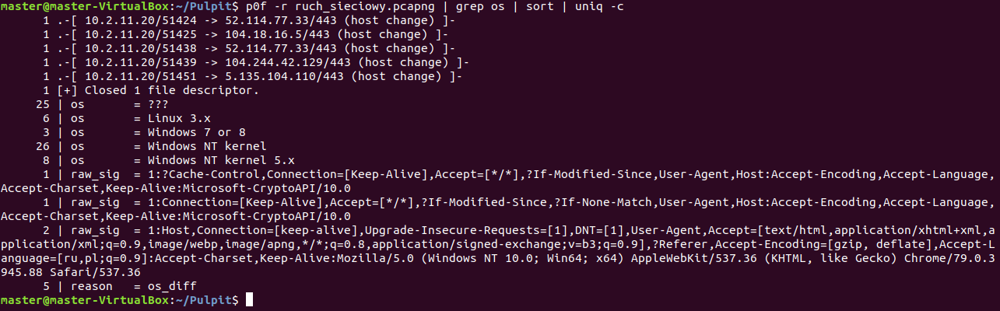 master@master-VirtualBox:~/Pulpit$ p0f -r ruch_sieciowy.pcapng | grep os | sort | uniq -c
      1 .-[ 10.2.11.20/51424 -> 52.114.77.33/443 (host change) ]-
      1 .-[ 10.2.11.20/51425 -> 104.18.16.5/443 (host change) ]-
      1 .-[ 10.2.11.20/51438 -> 52.114.77.33/443 (host change) ]-
      1 .-[ 10.2.11.20/51439 -> 104.244.42.129/443 (host change) ]-
      1 .-[ 10.2.11.20/51451 -> 5.135.104.110/443 (host change) ]-
      1 [+] Closed 1 file descriptor.
     25 | os       = ???
      6 | os       = Linux 3.x
      3 | os       = Windows 7 or 8
     26 | os       = Windows NT kernel
      8 | os       = Windows NT kernel 5.x
      1 | raw_sig  = 1:?Cache-Control,Connection=[Keep-Alive],Accept=[*/*],?If-Modified-Since,User-Agent,Host:Accept-Encoding,Accept-Language,
Accept-Charset,Keep-Alive:Microsoft-CryptoAPI/10.0
      1 | raw_sig  = 1:Connection=[Keep-Alive],Accept=[*/*],?If-Modified-Since,?If-None-Match,User-Agent,Host:Accept-Encoding,Accept-Language,
Accept-Charset,Keep-Alive:Microsoft-CryptoAPI/10.0
      2 | raw_sig  = 1:Host,Connection=[keep-alive],Upgrade-Insecure-Requests=[1],DNT=[1],User-Agent,Accept=[text/html,application/xhtml+xml,a
pplication/xml;q=0.9,image/webp,image/apng,*/*;q=0.8,application/signed-exchange;v=b3;q=0.9],?Referer,Accept-Encoding=[gzip, deflate],Accept-L
anguage=[ru,pl;q=0.9]:Accept-Charset,Keep-Alive:Mozilla/5.0 (Windows NT 10.0; Win64; x64) AppleWebKit/537.36 (KHTML, like Gecko) Chrome/79.0.3
945.88 Safari/537.36
      5 | reason   = os_diff
master@master-VirtualBox:~/Pulpit$